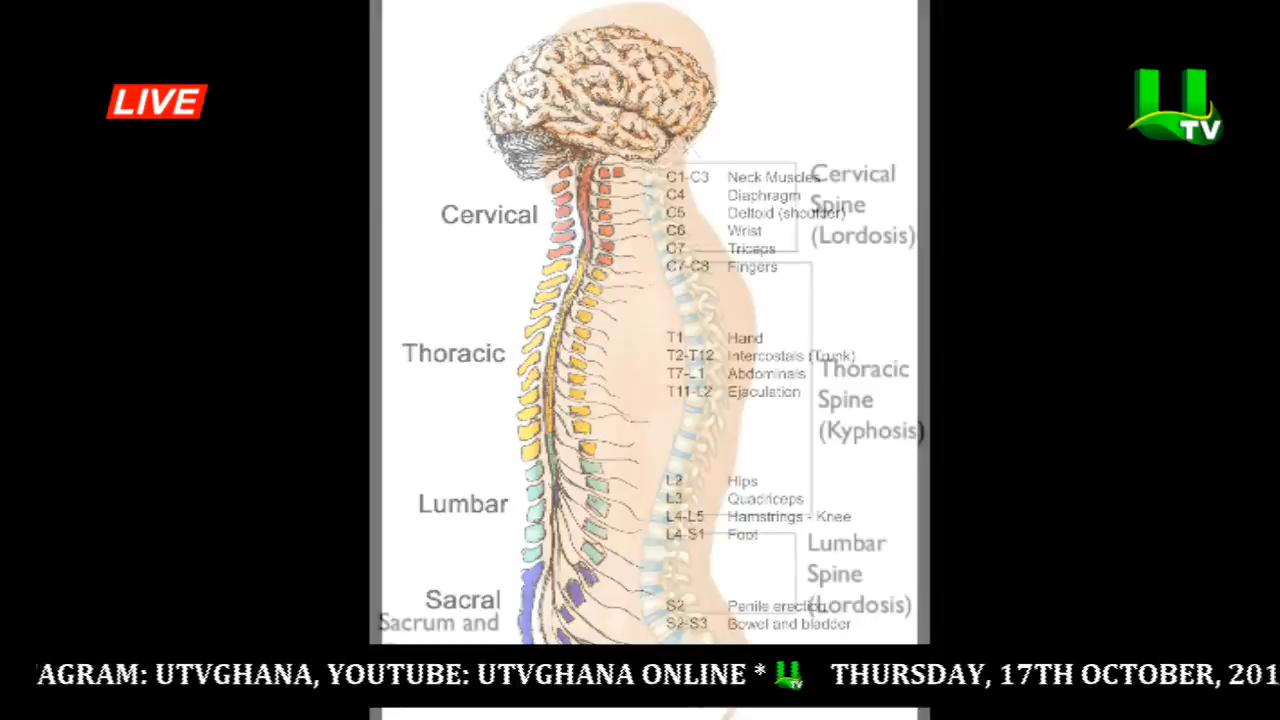 LIVE
U TV
Cervical
Thoracic
Lumbar
Sacral
Sacrum and
C1-C3 Neck Muscles
C4 Diaphragm
C5 Deltoid (shoulder)
C6 Wrist
C7 Triceps
C7-C8 Fingers
T1 Hand
T2-T12 Intercostals (Trunk)
T7-L1 Abdominals
T11-L2 Ejaculation
L2 Hips
L3 Quadriceps
L4-L5 Hamstrings - Knee
L4-S1 Foot
S2 Penile erection
S2-S3 Bowel and bladder
Cervical
Spine
(Lordosis)
Thoracic
Spine
(Kyphosis)
Lumbar
Spine
(Lordosis)
AGRAM: UTVGHANA, YOUTUBE: UTVGHANA ONLINE * U TV THURSDAY, 17TH OCTOBER, 201